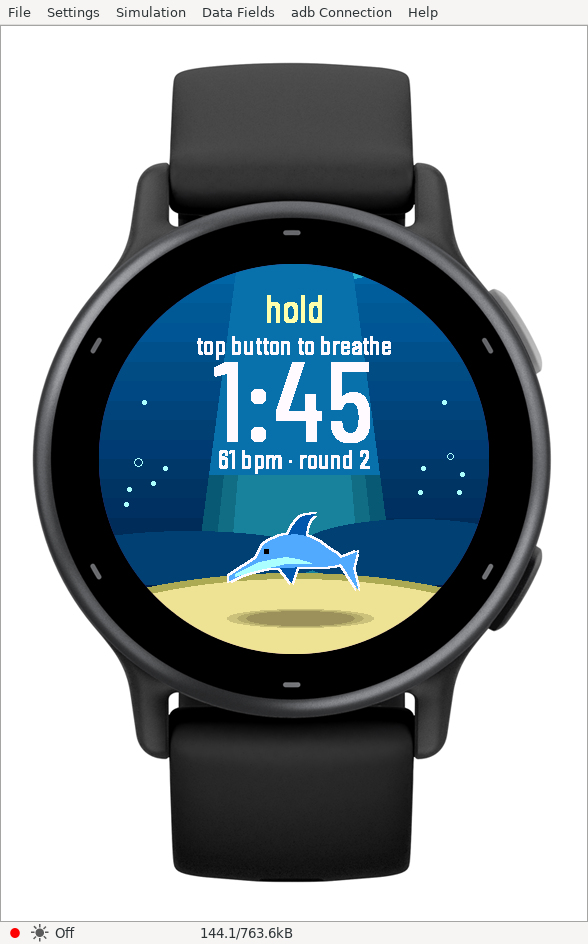 File Settings Simulation Data Fields adb Connection Help
hold
top button to breathe
1:45
61 bpm · round 2
Off 144.1/763.6kB